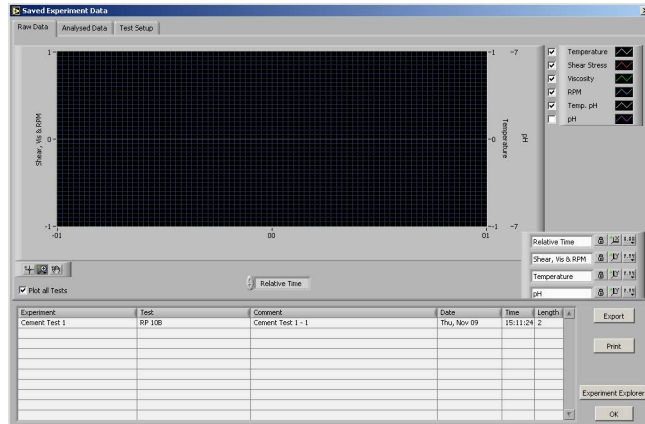 Saved Experiment Data
Raw Data Analysed Data Test Setup
Shear, Vis & RPM
1
0
-1
-01 00 01
Relative Time
-1
-0
--1
Temperature
-7
-7
pH
Temperature
Shear Stress
Viscosity
RPM
Temp. pH
pH
Relative Time
Shear, Vis & RPM
Temperature
pH
Plot all Tests
Experiment Test Comment Date Time Length
Cement Test 1 RP 10B Cement Test 1 - 1 Thu, Nov 09 15:11:24 2
Export
Print
Experiment Explorer
OK